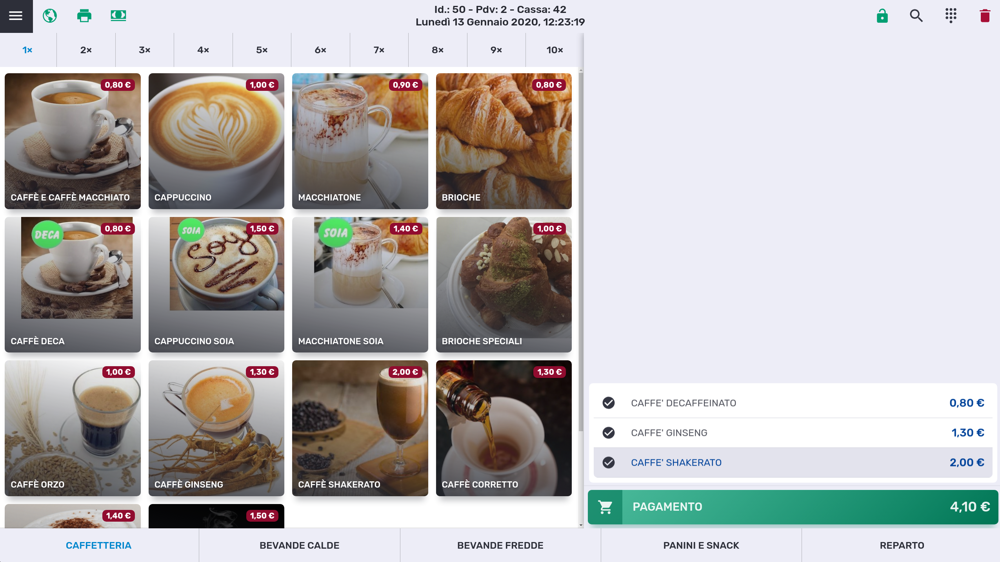 Id.: 50 - Pdv: 2 - Cassa: 42
Lunedì 13 Gennaio 2020, 12:23:19
1× 2× 3× 4× 5× 6× 7× 8× 9× 10×
0,80 €
CAFFÈ E CAFFÈ MACCHIATO
1,00 €
CAPPUCCINO
0,90 €
MACCHIATONE
0,80 €
BRIOCHE
DECA
0,80 €
CAFFÈ DECA
SOIA
1,50 €
Soy
CAPPUCCINO SOIA
SOIA
1,40 €
MACCHIATONE SOIA
1,00 €
BRIOCHE SPECIALI
1,00 €
CAFFÈ ORZO
1,30 €
CAFFÈ GINSENG
2,00 €
CAFFÈ SHAKERATO
1,30 €
CAFFÈ CORRETTO
1,40 €
1,50 €
CAFFE' DECAFFEINATO 0,80 €
CAFFE' GINSENG 1,30 €
CAFFE' SHAKERATO 2,00 €
PAGAMENTO 4,10 €
CAFFETTERIA BEVANDE CALDE BEVANDE FREDDE PANINI E SNACK REPARTO